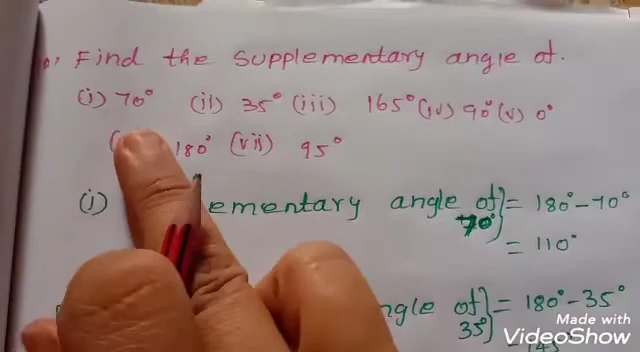 Find the supplementary angle of.
(i) 70° (ii) 35° (iii) 165° (iv) 90° (v) 0°
180° (vii) 95°
(i) ementary angle of 70° } = 180° - 70°
= 110°
ngle of 35° } = 180° - 35°
Made with
VideoShow